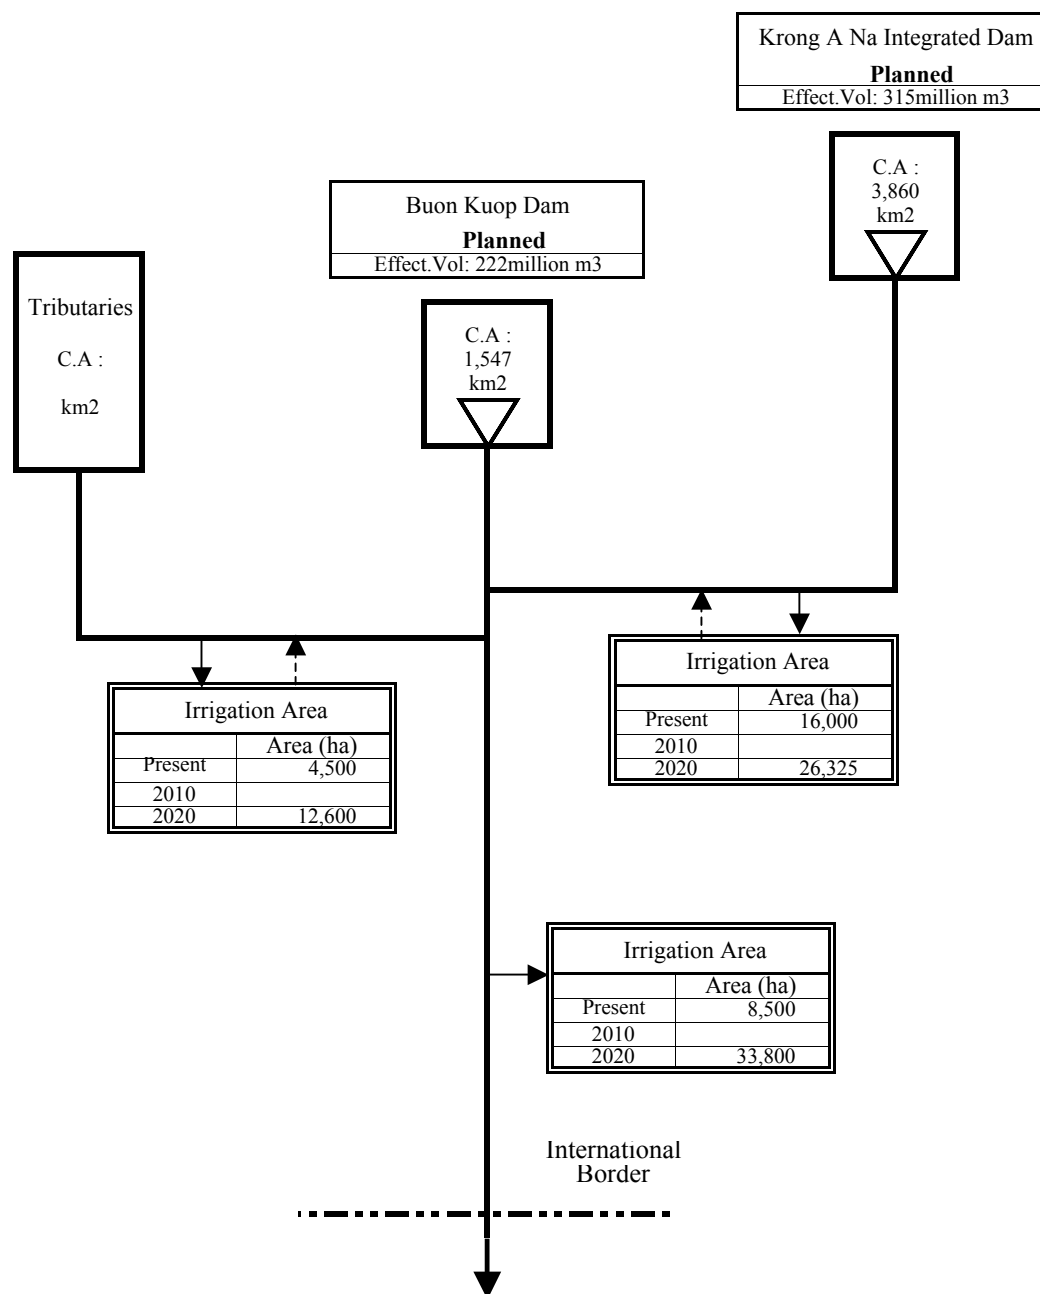 Krong A Na Integrated Dam
Planned
Effect.Vol: 315million m3
C.A :
3,860
km2
Buon Kuop Dam
Planned
Effect.Vol: 222million m3
C.A :
1,547
km2
Tributaries
C.A :
km2
Irrigation Area
Area (ha)
Present 16,000
2010
2020 26,325
Irrigation Area
Area (ha)
Present 4,500
2010
2020 12,600
Irrigation Area
Area (ha)
Present 8,500
2010
2020 33,800
International
Border